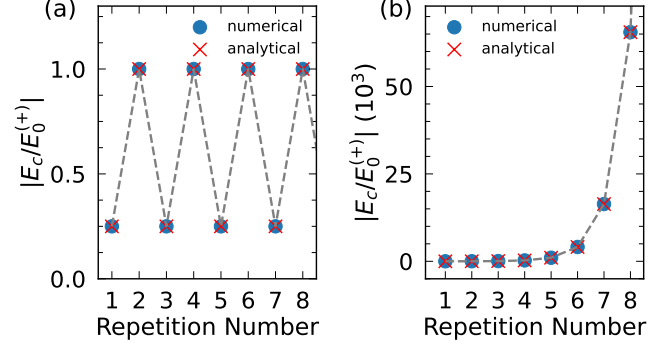 (a)
numerical
analytical
|E_c/E_0^{(+)}|
1.0
0.5
0.0
1 2 3 4 5 6 7 8
Repetition Number
(b)
numerical
analytical
|E_c/E_0^{(+)}| (10^3)
50
25
0
1 2 3 4 5 6 7 8
Repetition Number